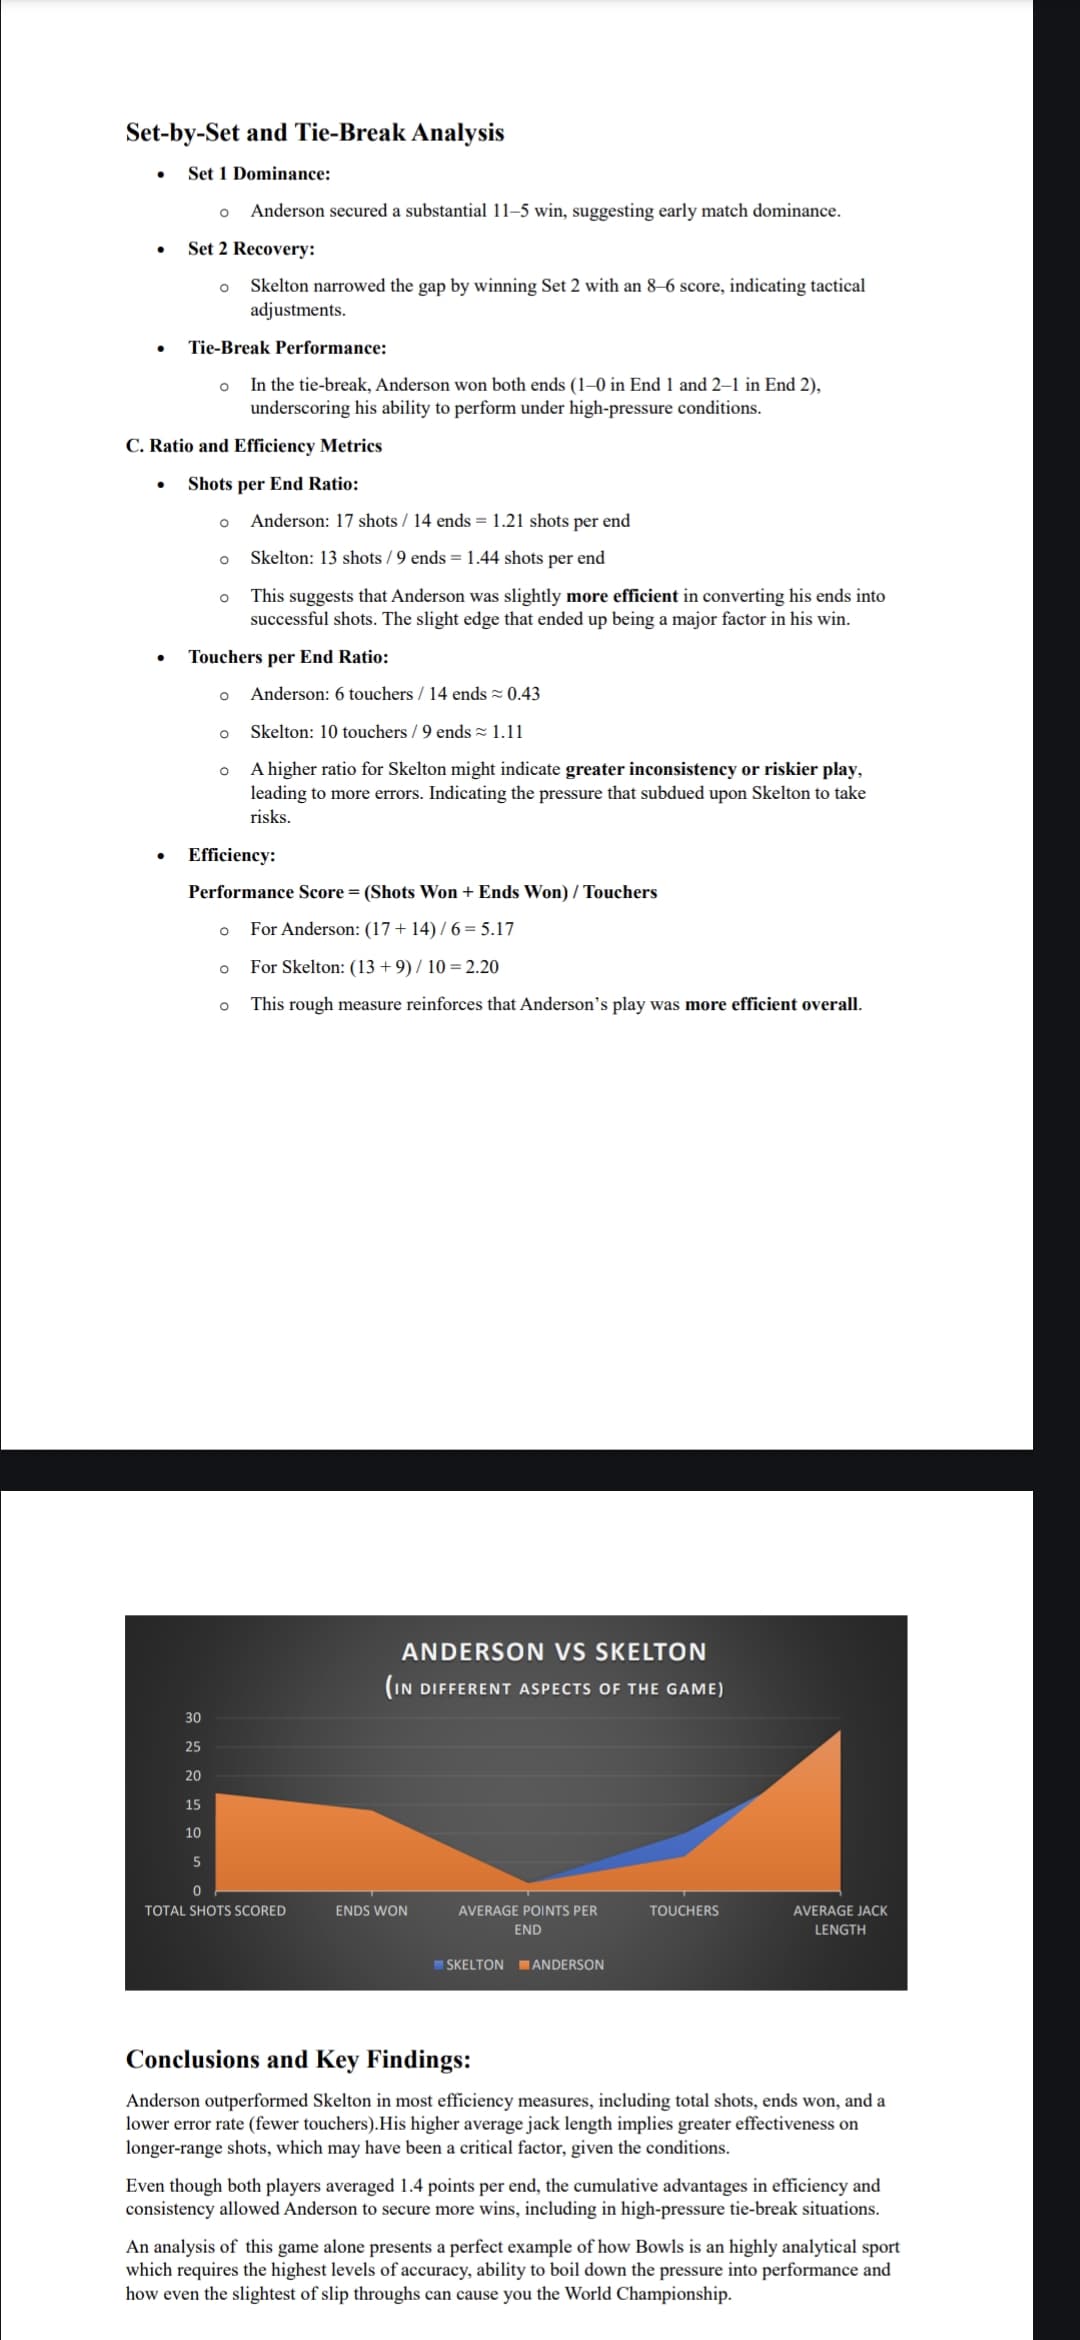 Set-by-Set and Tie-Break Analysis
• Set 1 Dominance:
o Anderson secured a substantial 11–5 win, suggesting early match dominance.
• Set 2 Recovery:
o Skelton narrowed the gap by winning Set 2 with an 8–6 score, indicating tactical
adjustments.
• Tie-Break Performance:
o In the tie-break, Anderson won both ends (1–0 in End 1 and 2–1 in End 2),
underscoring his ability to perform under high-pressure conditions.
C. Ratio and Efficiency Metrics
• Shots per End Ratio:
o Anderson: 17 shots / 14 ends = 1.21 shots per end
o Skelton: 13 shots / 9 ends = 1.44 shots per end
o This suggests that Anderson was slightly more efficient in converting his ends into
successful shots. The slight edge that ended up being a major factor in his win.
• Touchers per End Ratio:
o Anderson: 6 touchers / 14 ends ≈ 0.43
o Skelton: 10 touchers / 9 ends ≈ 1.11
o A higher ratio for Skelton might indicate greater inconsistency or riskier play,
leading to more errors. Indicating the pressure that subdued upon Skelton to take
risks.
• Efficiency:
Performance Score = (Shots Won + Ends Won) / Touchers
o For Anderson: (17 + 14) / 6 = 5.17
o For Skelton: (13 + 9) / 10 = 2.20
o This rough measure reinforces that Anderson’s play was more efficient overall.
ANDERSON VS SKELTON
(IN DIFFERENT ASPECTS OF THE GAME)
30
25
20
15
10
5
0
TOTAL SHOTS SCORED ENDS WON AVERAGE POINTS PER TOUCHERS AVERAGE JACK
END LENGTH
SKELTON ANDERSON
Conclusions and Key Findings:
Anderson outperformed Skelton in most efficiency measures, including total shots, ends won, and a
lower error rate (fewer touchers).His higher average jack length implies greater effectiveness on
longer-range shots, which may have been a critical factor, given the conditions.
Even though both players averaged 1.4 points per end, the cumulative advantages in efficiency and
consistency allowed Anderson to secure more wins, including in high-pressure tie-break situations.
An analysis of this game alone presents a perfect example of how Bowls is an highly analytical sport
which requires the highest levels of accuracy, ability to boil down the pressure into performance and
how even the slightest of slip throughs can cause you the World Championship.